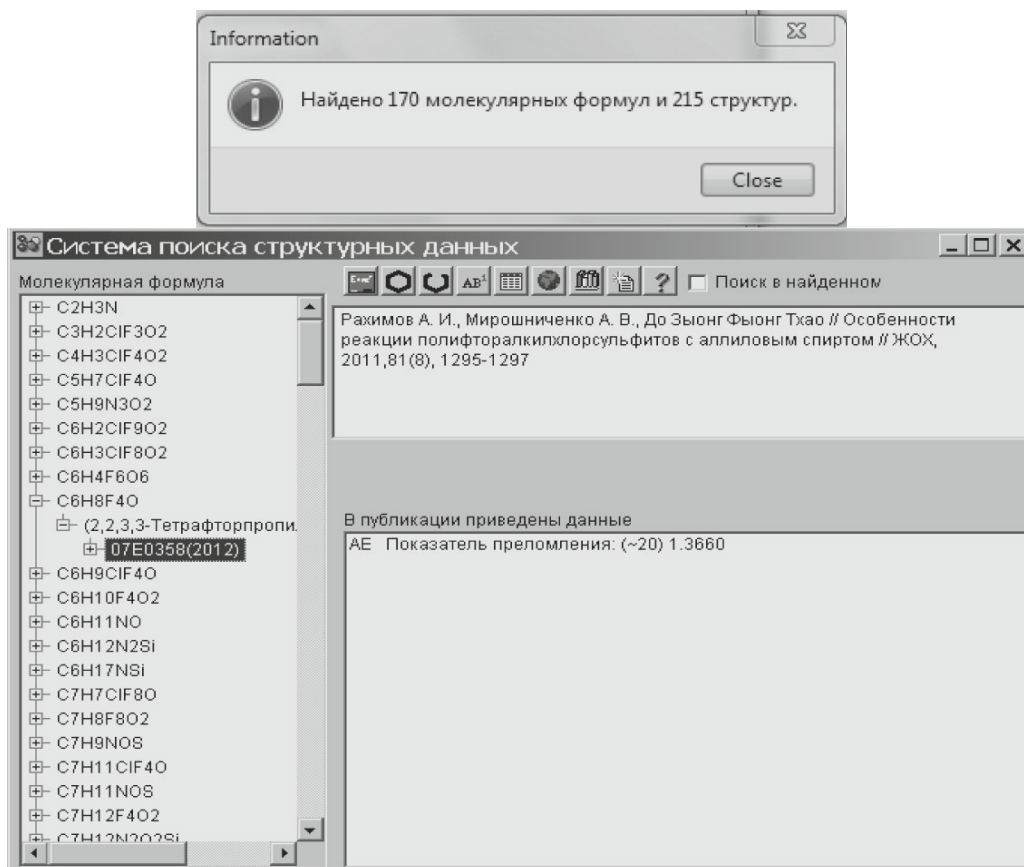 Information
Найдено 170 молекулярных формул и 215 структур.
Close
Система поиска структурных данных
Молекулярная формула
Поиск в найденном
C2H3N
C3H2ClF3O2
C4H3ClF4O2
C5H7ClF4O
C5H9N3O2
C6H2ClF9O2
C6H3ClF8O2
C6H4F6O6
C6H8F4O
(2,2,3,3-Тетрафторпропи
07E0358(2012)
C6H9ClF4O
C6H10F4O2
C6H11NO
C6H12N2Si
C6H17NSi
C7H7ClF8O
C7H8F8O2
C7H9NOS
C7H11ClF4O
C7H11NOS
C7H12F4O2
C7H12N2O2Si
Рахимов А. И., Мирошниченко А. В., До Зыонг Фыонг Тхао // Особенности
реакции полифторалкилхлорсульфитов с аллиловым спиртом // ЖОХ,
2011,81(8), 1295-1297
В публикации приведены данные
AE Показатель преломления: (~20) 1.3660